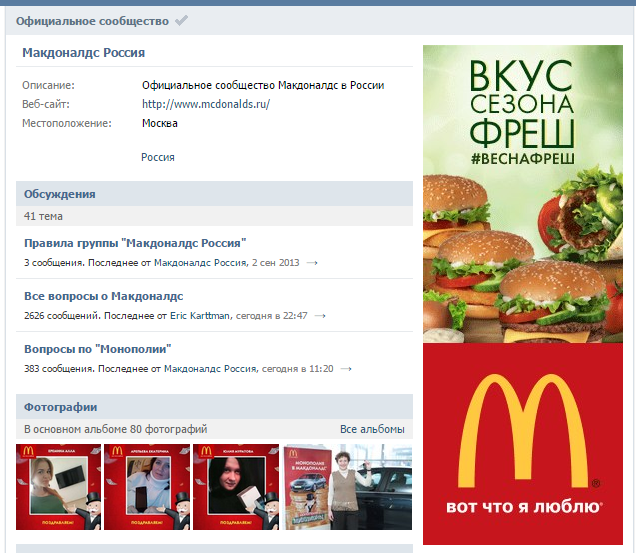 Официальное сообщество
Макдоналдс Россия
Описание: Официальное сообщество Макдоналдс в России
Веб-сайт: http://www.mcdonalds.ru/
Местоположение: Москва
Россия
Обсуждения
41 тема
Правила группы "Макдоналдс Россия"
3 сообщения. Последнее от Макдоналдс Россия, 2 сен 2013 →
Все вопросы о Макдоналдс
2626 сообщений. Последнее от Eric Karttman, сегодня в 22:47 →
Вопросы по "Монополии"
383 сообщения. Последнее от Макдоналдс Россия, сегодня в 11:20 →
Фотографии
В основном альбоме 80 фотографий Все альбомы
ПОЗДРАВЛЯЕМ!
ПОЗДРАВЛЯЕМ!
ПОЗДРАВЛЯЕМ!
МОНОПОЛИЯ
В МАКДОНАЛДС
ВКУС
СЕЗОНА
ФРЕШ
#ВЕСНАФРЕШ
вот что я люблю®